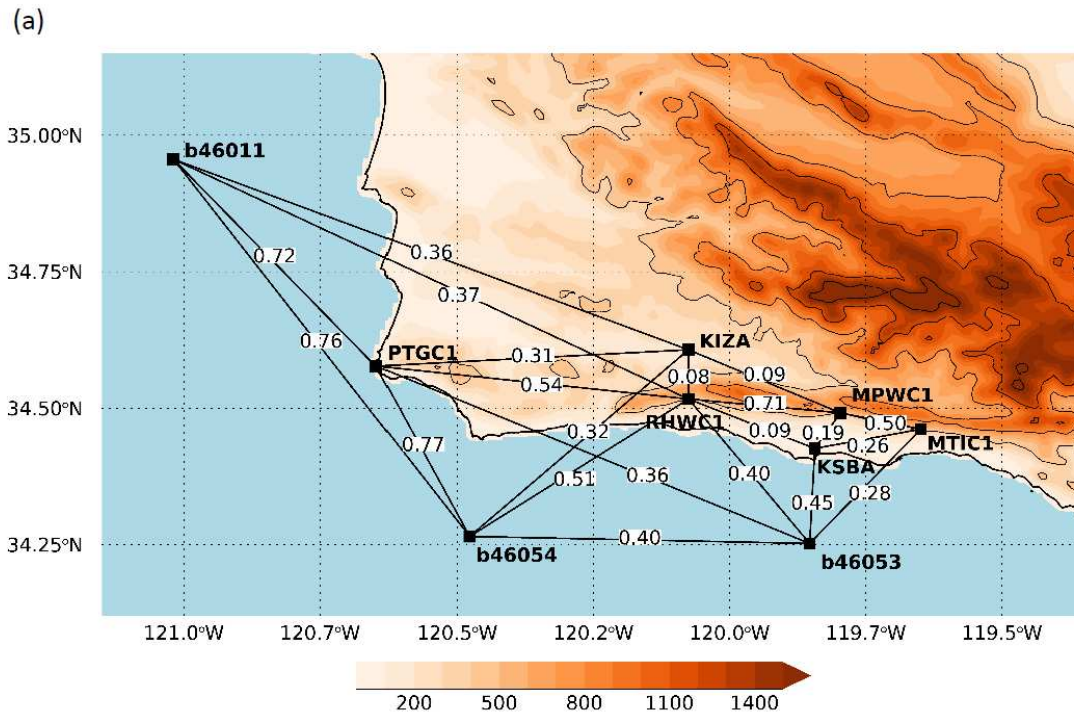 (a)
35.00°N
b46011
0.72
0.36
34.75°N
0.37
0.76
PTGC1
0.31
KIZA
0.08
0.09
0.54
MPWC1
34.50°N
0.71
RHWC1
0.50
0.32
0.09
0.19
MTIC1
0.77
0.26
KSBA
0.51
0.36
0.40
0.28
0.45
34.25°N
0.40
b46054
b46053
121.0°W 120.7°W 120.5°W 120.2°W 120.0°W 119.7°W 119.5°W
200 500 800 1100 1400